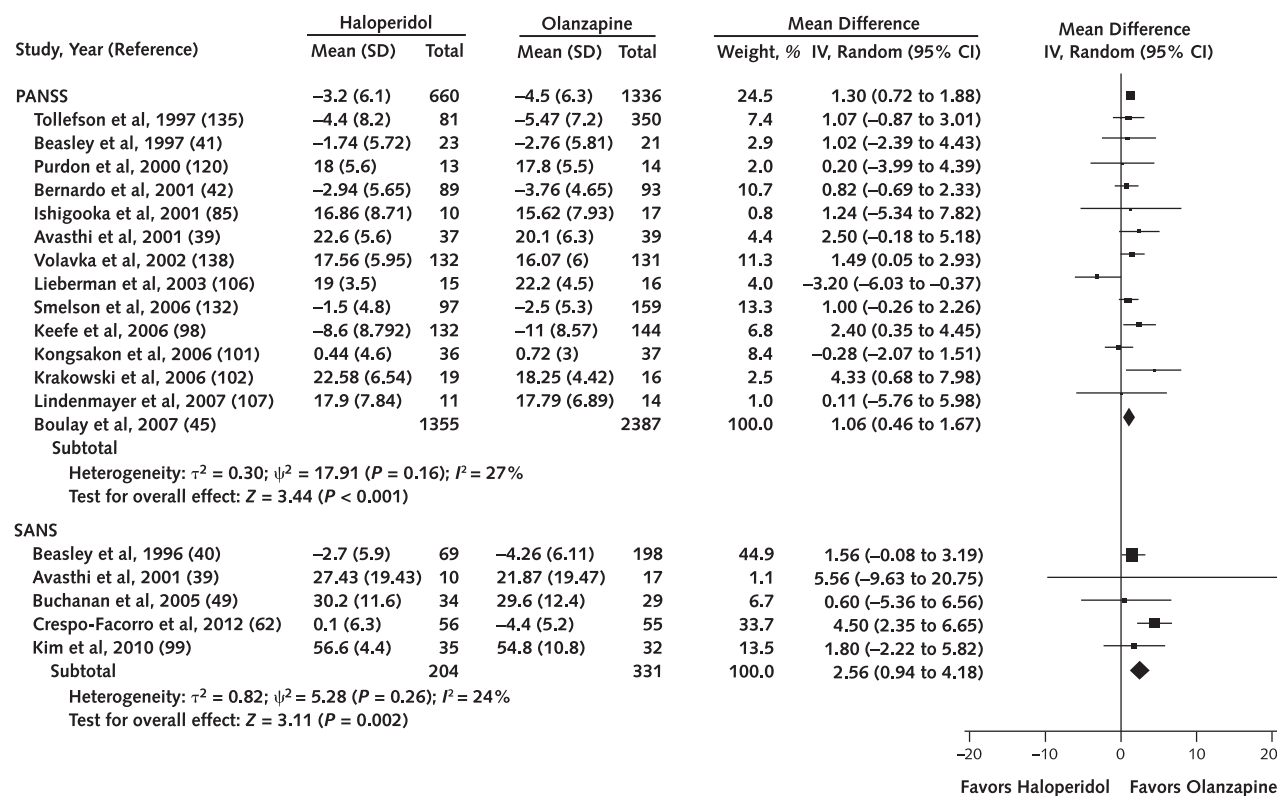 Haloperidol Olanzapine Mean Difference Mean Difference
Study, Year (Reference) Mean (SD) Total Mean (SD) Total Weight, % IV, Random (95% CI) IV, Random (95% CI)
PANSS –3.2 (6.1) 660 –4.5 (6.3) 1336 24.5 1.30 (0.72 to 1.88)
Tollefson et al, 1997 (135) –4.4 (8.2) 81 –5.47 (7.2) 350 7.4 1.07 (–0.87 to 3.01)
Beasley et al, 1997 (41) –1.74 (5.72) 23 –2.76 (5.81) 21 2.9 1.02 (–2.39 to 4.43)
Purdon et al, 2000 (120) 18 (5.6) 13 17.8 (5.5) 14 2.0 0.20 (–3.99 to 4.39)
Bernardo et al, 2001 (42) –2.94 (5.65) 89 –3.76 (4.65) 93 10.7 0.82 (–0.69 to 2.33)
Ishigooka et al, 2001 (85) 16.86 (8.71) 10 15.62 (7.93) 17 0.8 1.24 (–5.34 to 7.82)
Avasthi et al, 2001 (39) 22.6 (5.6) 37 20.1 (6.3) 39 4.4 2.50 (–0.18 to 5.18)
Volavka et al, 2002 (138) 17.56 (5.95) 132 16.07 (6) 131 11.3 1.49 (0.05 to 2.93)
Lieberman et al, 2003 (106) 19 (3.5) 15 22.2 (4.5) 16 4.0 –3.20 (–6.03 to –0.37)
Smelson et al, 2006 (132) –1.5 (4.8) 97 –2.5 (5.3) 159 13.3 1.00 (–0.26 to 2.26)
Keefe et al, 2006 (98) –8.6 (8.792) 132 –11 (8.57) 144 6.8 2.40 (0.35 to 4.45)
Kongsakon et al, 2006 (101) 0.44 (4.6) 36 0.72 (3) 37 8.4 –0.28 (–2.07 to 1.51)
Krakowski et al, 2006 (102) 22.58 (6.54) 19 18.25 (4.42) 16 2.5 4.33 (0.68 to 7.98)
Lindenmayer et al, 2007 (107) 17.9 (7.84) 11 17.79 (6.89) 14 1.0 0.11 (–5.76 to 5.98)
Boulay et al, 2007 (45) 1355 2387 100.0 1.06 (0.46 to 1.67)
Subtotal
Heterogeneity: τ² = 0.30; ψ² = 17.91 (P = 0.16); I² = 27%
Test for overall effect: Z = 3.44 (P < 0.001)
SANS
Beasley et al, 1996 (40) –2.7 (5.9) 69 –4.26 (6.11) 198 44.9 1.56 (–0.08 to 3.19)
Avasthi et al, 2001 (39) 27.43 (19.43) 10 21.87 (19.47) 17 1.1 5.56 (–9.63 to 20.75)
Buchanan et al, 2005 (49) 30.2 (11.6) 34 29.6 (12.4) 29 6.7 0.60 (–5.36 to 6.56)
Crespo-Facorro et al, 2012 (62) 0.1 (6.3) 56 –4.4 (5.2) 55 33.7 4.50 (2.35 to 6.65)
Kim et al, 2010 (99) 56.6 (4.4) 35 54.8 (10.8) 32 13.5 1.80 (–2.22 to 5.82)
Subtotal 204 331 100.0 2.56 (0.94 to 4.18)
Heterogeneity: τ² = 0.82; ψ² = 5.28 (P = 0.26); I² = 24%
Test for overall effect: Z = 3.11 (P = 0.002)
–20 –10 0 10 20
Favors Haloperidol Favors Olanzapine